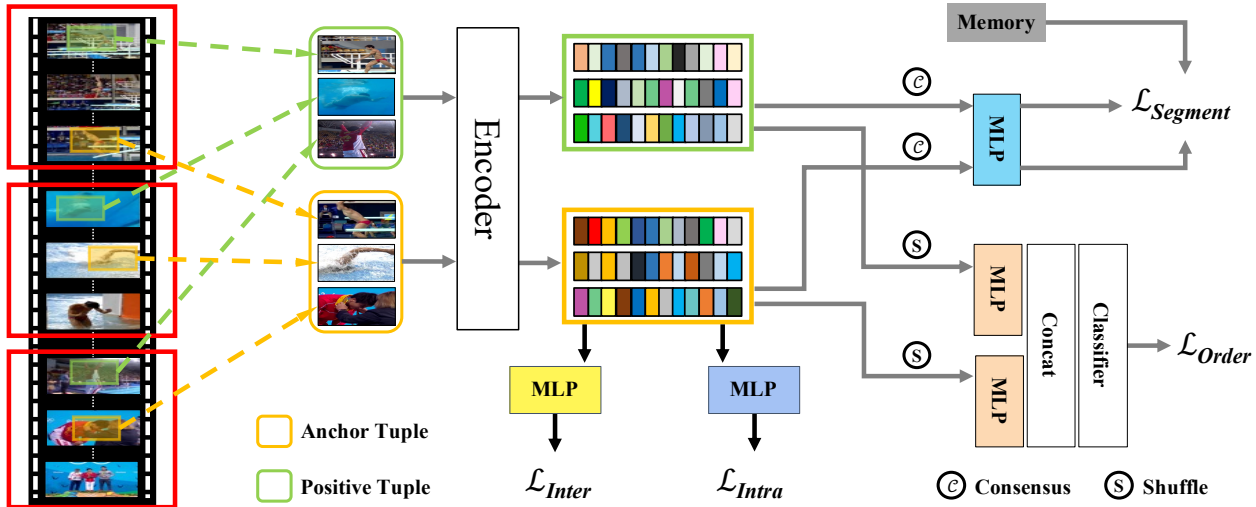 Memory
Encoder
C
MLP
ℒSegment
C
S
MLP
Concat
Classifier
ℒOrder
S
MLP
MLP
MLP
Anchor Tuple
Positive Tuple
ℒInter
ℒIntra
C Consensus
S Shuffle